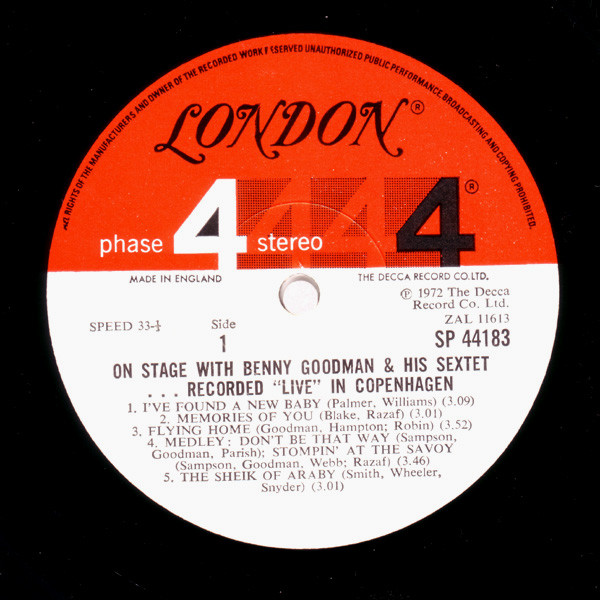 ALL RIGHTS OF THE MANUFACTURERS AND OWNER OF THE RECORDED WORK RESERVED UNAUTHORIZED PUBLIC PERFORMANCE, BROADCASTING AND COPYING PROHIBITED.
LONDON®
phase 4 stereo 4®
MADE IN ENGLAND THE DECCA RECORD CO. LTD.
℗ 1972 The Decca
Record Co. Ltd.
SPEED 33-⅓ Side ZAL 11613
1 SP 44183
ON STAGE WITH BENNY GOODMAN & HIS SEXTET
. . . RECORDED "LIVE" IN COPENHAGEN
1. I'VE FOUND A NEW BABY (Palmer, Williams) (3.09)
2. MEMORIES OF YOU (Blake, Razaf) (3.01)
3. FLYING HOME (Goodman, Hampton; Robin) (3.52)
4. MEDLEY: DON'T BE THAT WAY (Sampson,
Goodman, Parish); STOMPIN' AT THE SAVOY
(Sampson, Goodman, Webb; Razaf) (3.46)
5. THE SHEIK OF ARABY (Smith, Wheeler,
Snyder) (3.01)